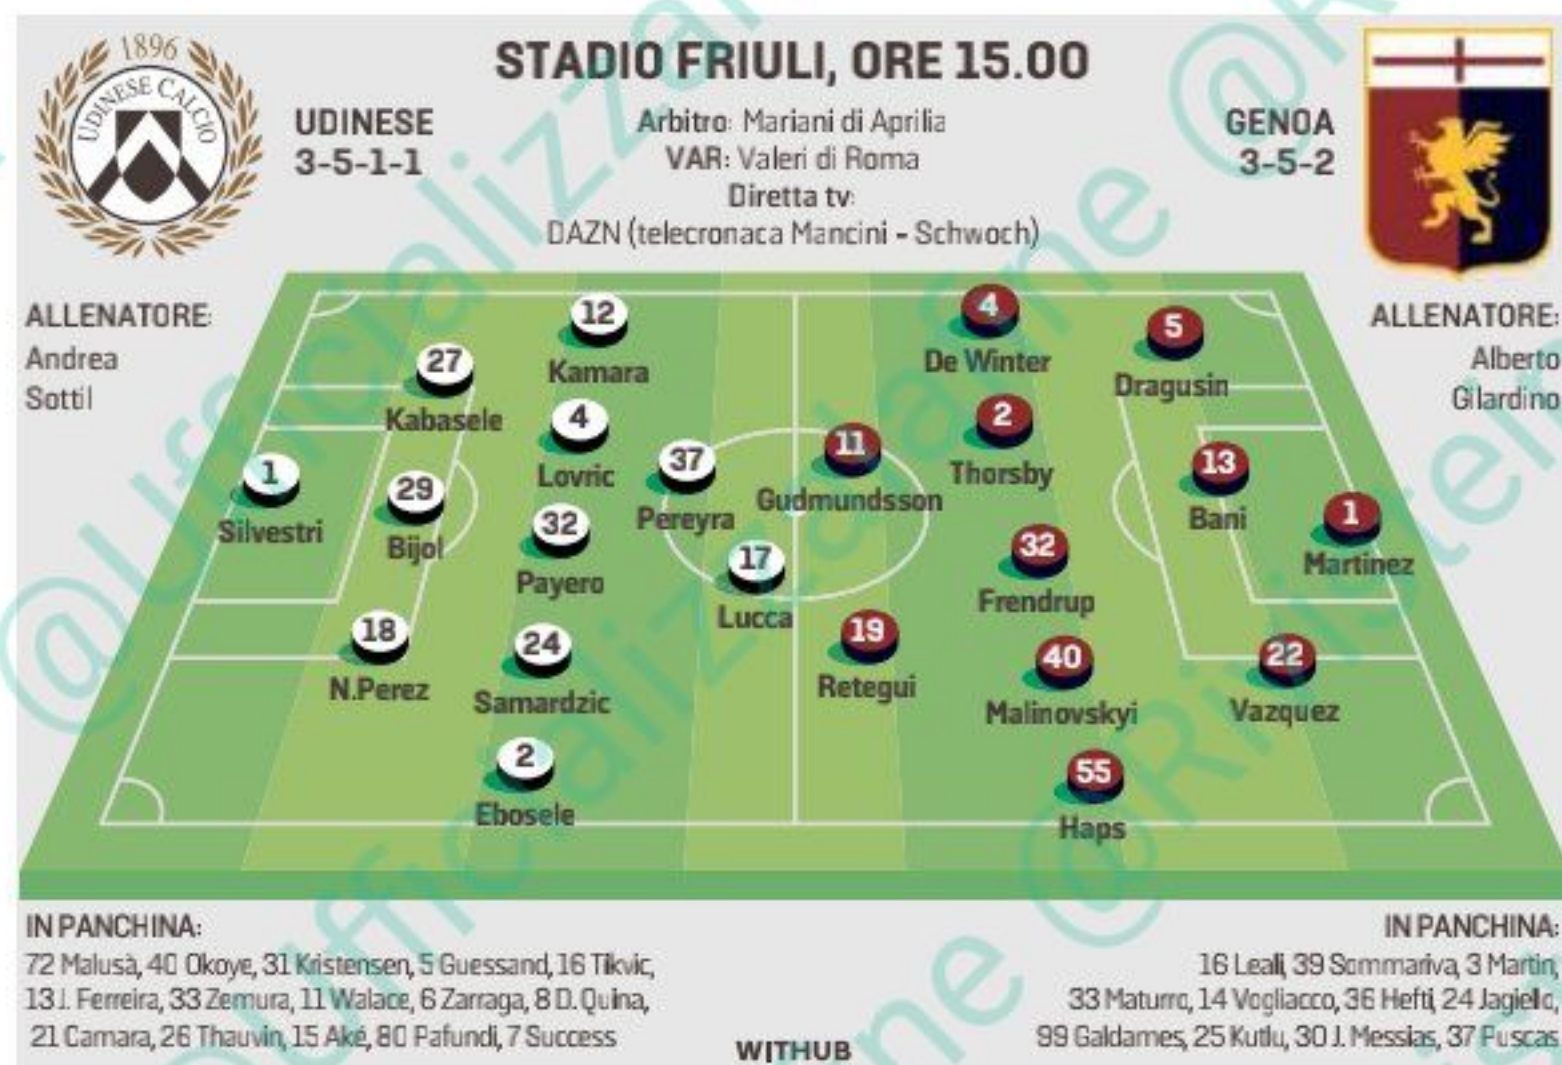 1896
UDINESE CALCIO
STADIO FRIULI, ORE 15.00
UDINESE
3-5-1-1
Arbitro: Mariani di Aprilia
VAR: Valeri di Roma
Diretta tv:
DAZN (telecronaca Mancini - Schwoch)
GENOA
3-5-2
ALLENATORE:
Andrea
Sottil
ALLENATORE:
Alberto
Gilardino
1
Silvestri
27
Kabasele
29
Bijol
18
N.Perez
12
Kamara
4
Lovric
32
Payero
24
Samardzic
2
Ebosele
37
Pereyra
17
Lucca
11
Gudmundsson
19
Retegui
4
De Winter
2
Thorsby
32
Frendrup
40
Malinovskyi
55
Haps
5
Dragusin
13
Bani
22
Vazquez
1
Martinez
IN PANCHINA:
72 Malusà, 40 Okoye, 31 Kristensen, 5 Guessand, 16 Tikvic,
13 J. Ferreira, 33 Zemura, 11 Walace, 6 Zarraga, 8 D. Quina,
21 Camara, 26 Thauvin, 15 Aké, 80 Pafundi, 7 Success
IN PANCHINA:
16 Leali, 39 Sommariva, 3 Martin,
33 Maturro, 14 Vogliacco, 36 Hefti, 24 Jagiello,
99 Galdames, 25 Kutlu, 30 J. Messias, 37 Puscas
WITHUB